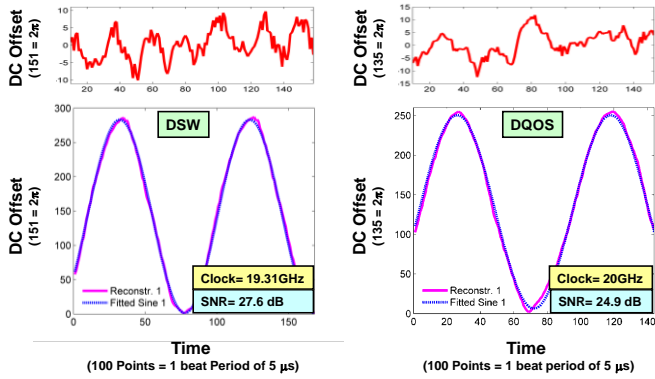 DC Offset
(151 = 2π)
10
5
0
-5
-10
20 40 60 80 100 120 140
DC Offset
(135 = 2π)
15
10
5
0
-5
-10
-15
20 40 60 80 100 120 140
DC Offset
(151 = 2π)
300
250
200
150
100
50
0
DSW
Clock= 19.31GHz
SNR= 27.6 dB
Reconstr. 1
Fitted Sine 1
0 50 100 150
Time
(100 Points = 1 beat Period of 5 μs)
DC Offset
(135 = 2π)
250
200
150
100
50
0
DQOS
Clock= 20GHz
SNR= 24.9 dB
Reconstr. 1
Fitted Sine 1
0 20 40 60 80 100 120 140
Time
(100 Points = 1 beat period of 5 μs)